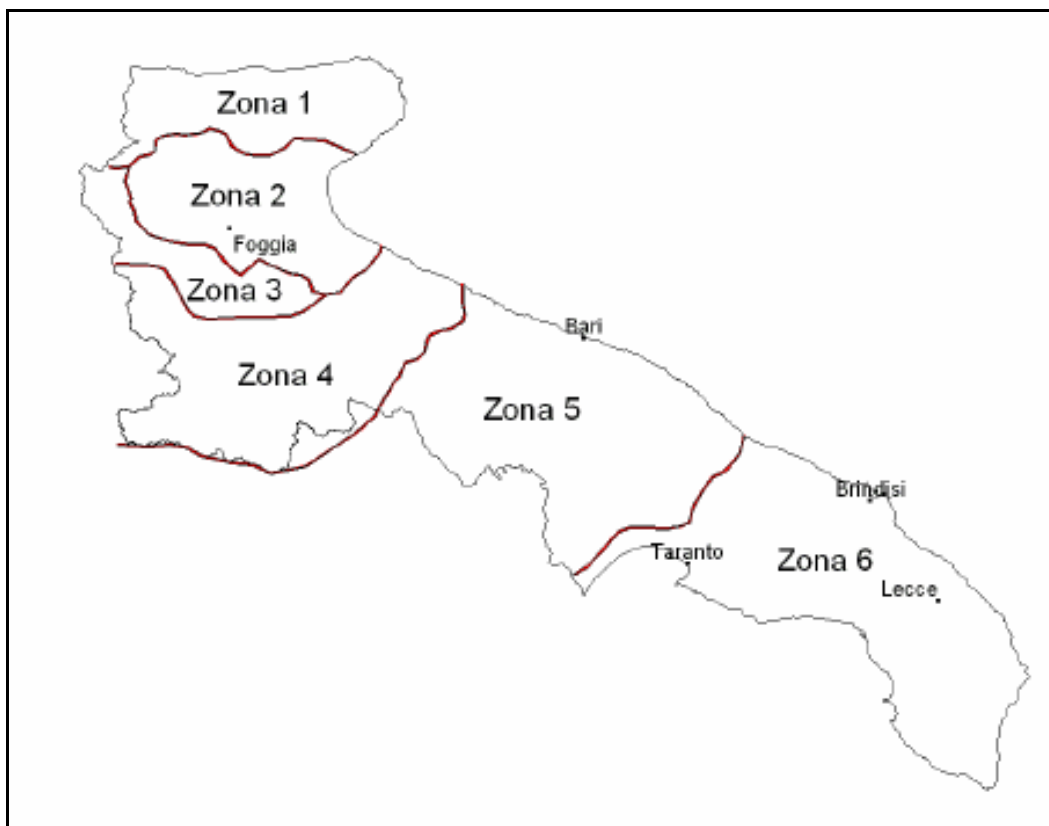 Zona 1
Zona 2
Foggia
Zona 3
Bari
Zona 4
Zona 5
Brindisi
Taranto
Zona 6
Lecce